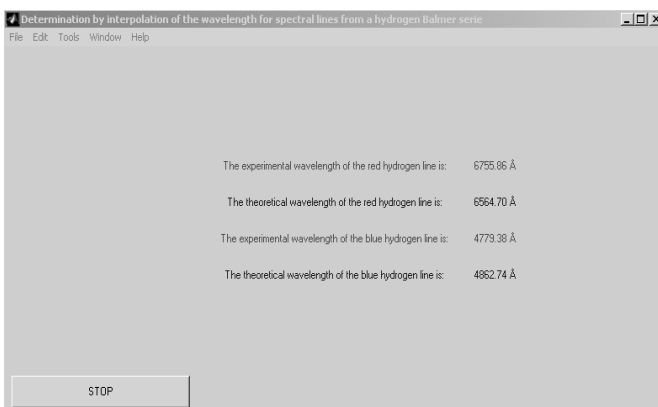 Determination by interpolation of the wavelength for spectral lines from a hydrogen Balmer serie
File Edit Tools Window Help
The experimental wavelength of the red hydrogen line is: 6755.86 Å
The theoretical wavelength of the red hydrogen line is: 6564.70 Å
The experimental wavelength of the blue hydrogen line is: 4779.38 Å
The theoretical wavelength of the blue hydrogen line is: 4862.74 Å
STOP